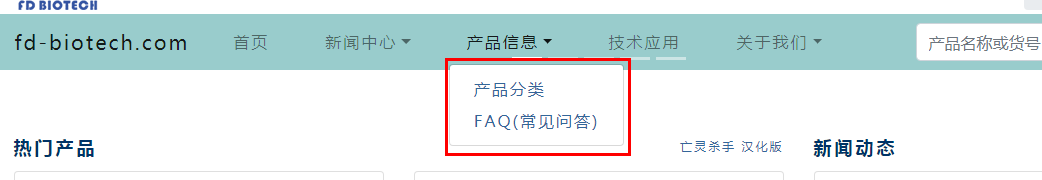 FD BIOTECH
fd-biotech.com 首页 新闻中心 产品信息 技术应用 关于我们 产品名称或货号
产品分类
FAQ(常见问答)
热门产品 亡灵杀手 汉化版 新闻动态